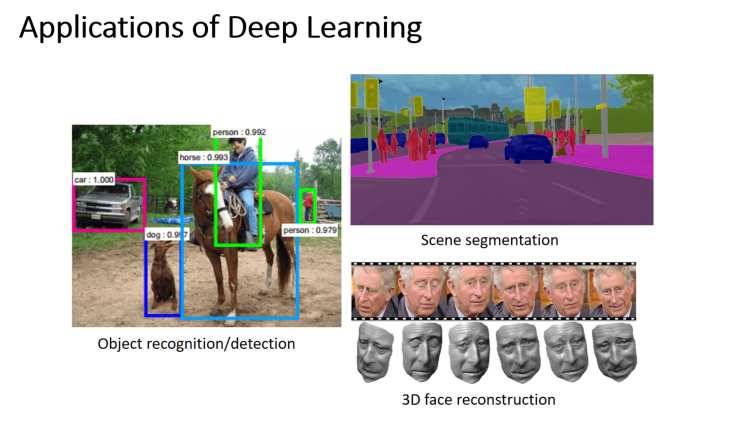 Applications of Deep Learning
person : 0.992
horse : 0.993
car : 1.000
dog : 0.997
person : 0.979
Object recognition/detection
Scene segmentation
3D face reconstruction